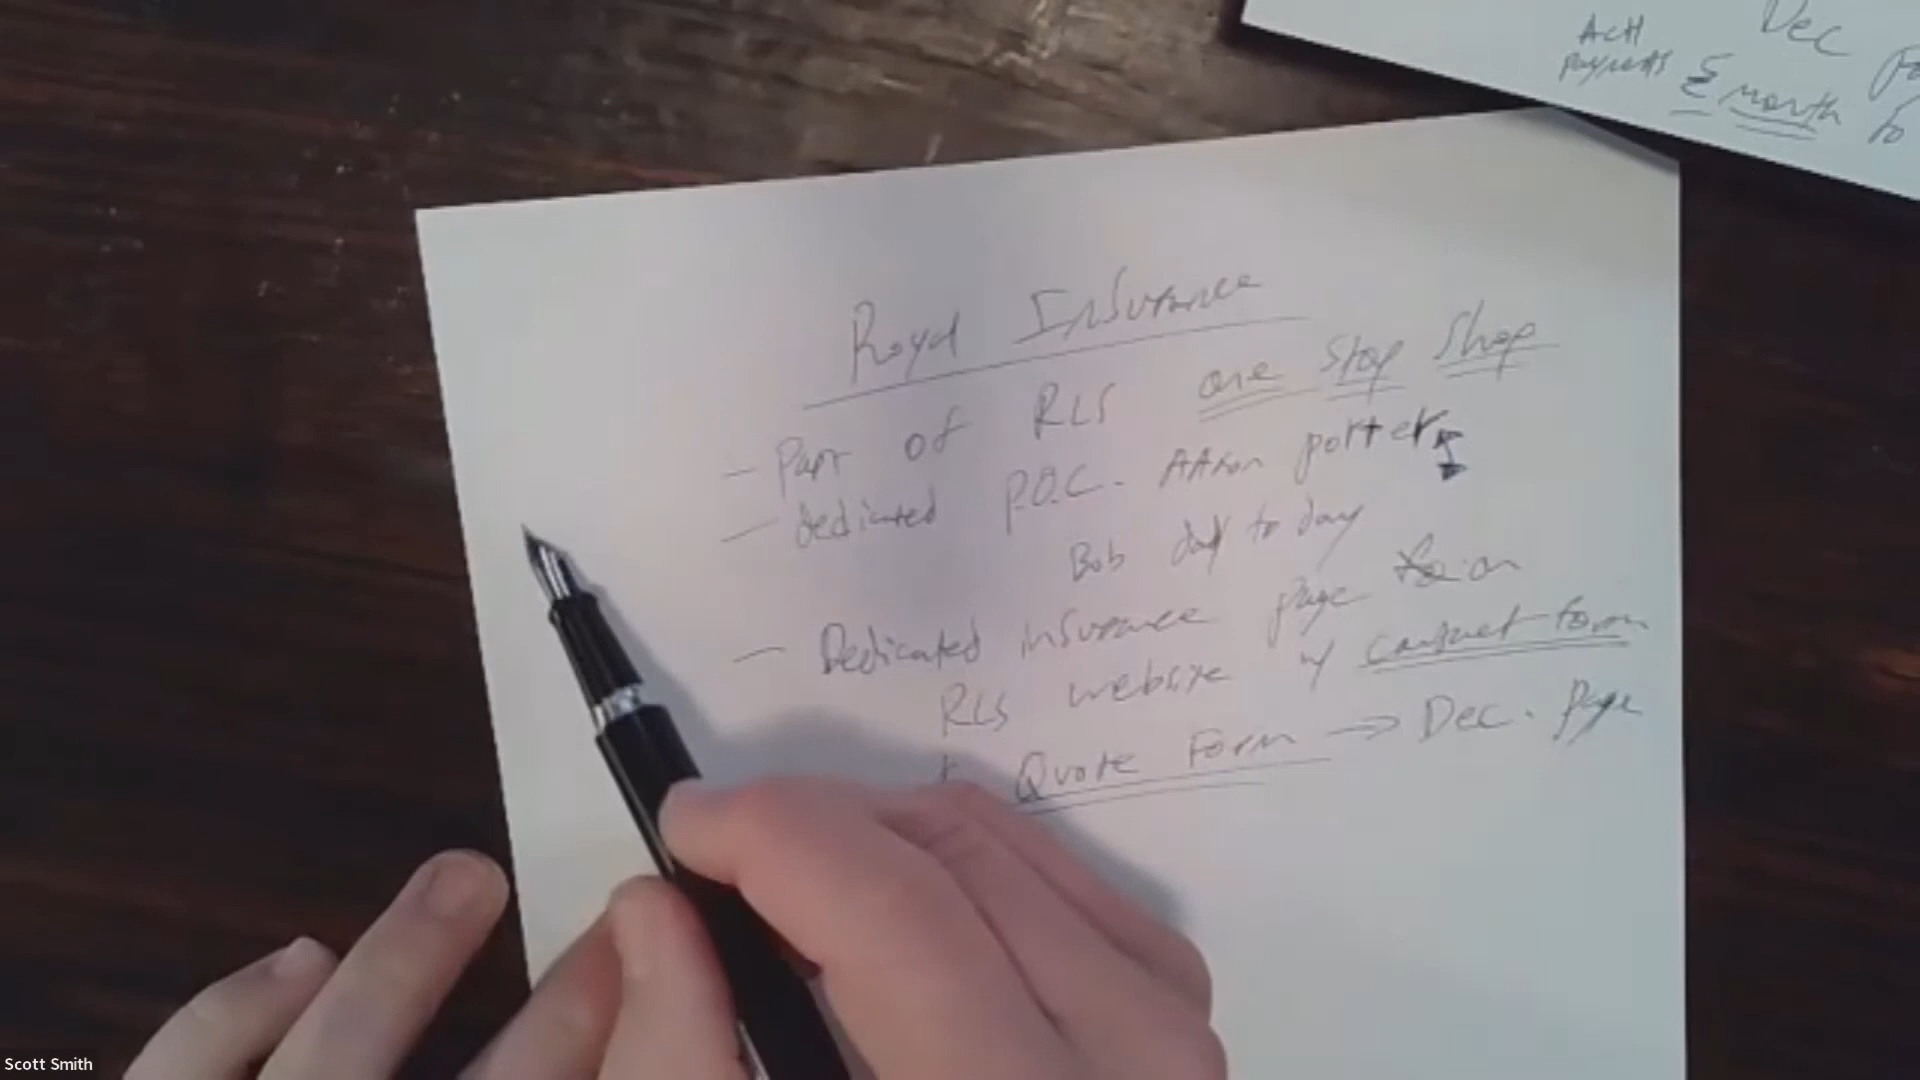 ACH
payments
Dec
& month
Royal Insurance
- Part of RLS one stop shop
- dedicated P.O.C. AAron porter
Bob day to day
- Dedicated insurance page on
RLS website w/ contact form
+ Quote Form → Dec. Page
Scott Smith